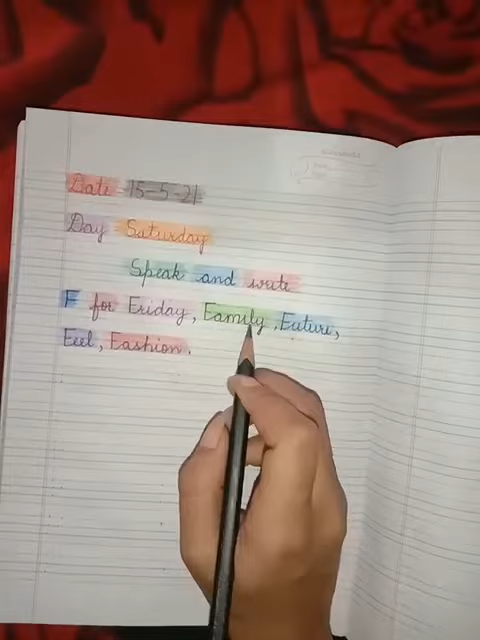 Date - 15-5-21
Day Saturday
Speak and write
F for Friday, Family, Future,
Feel, Fashion.